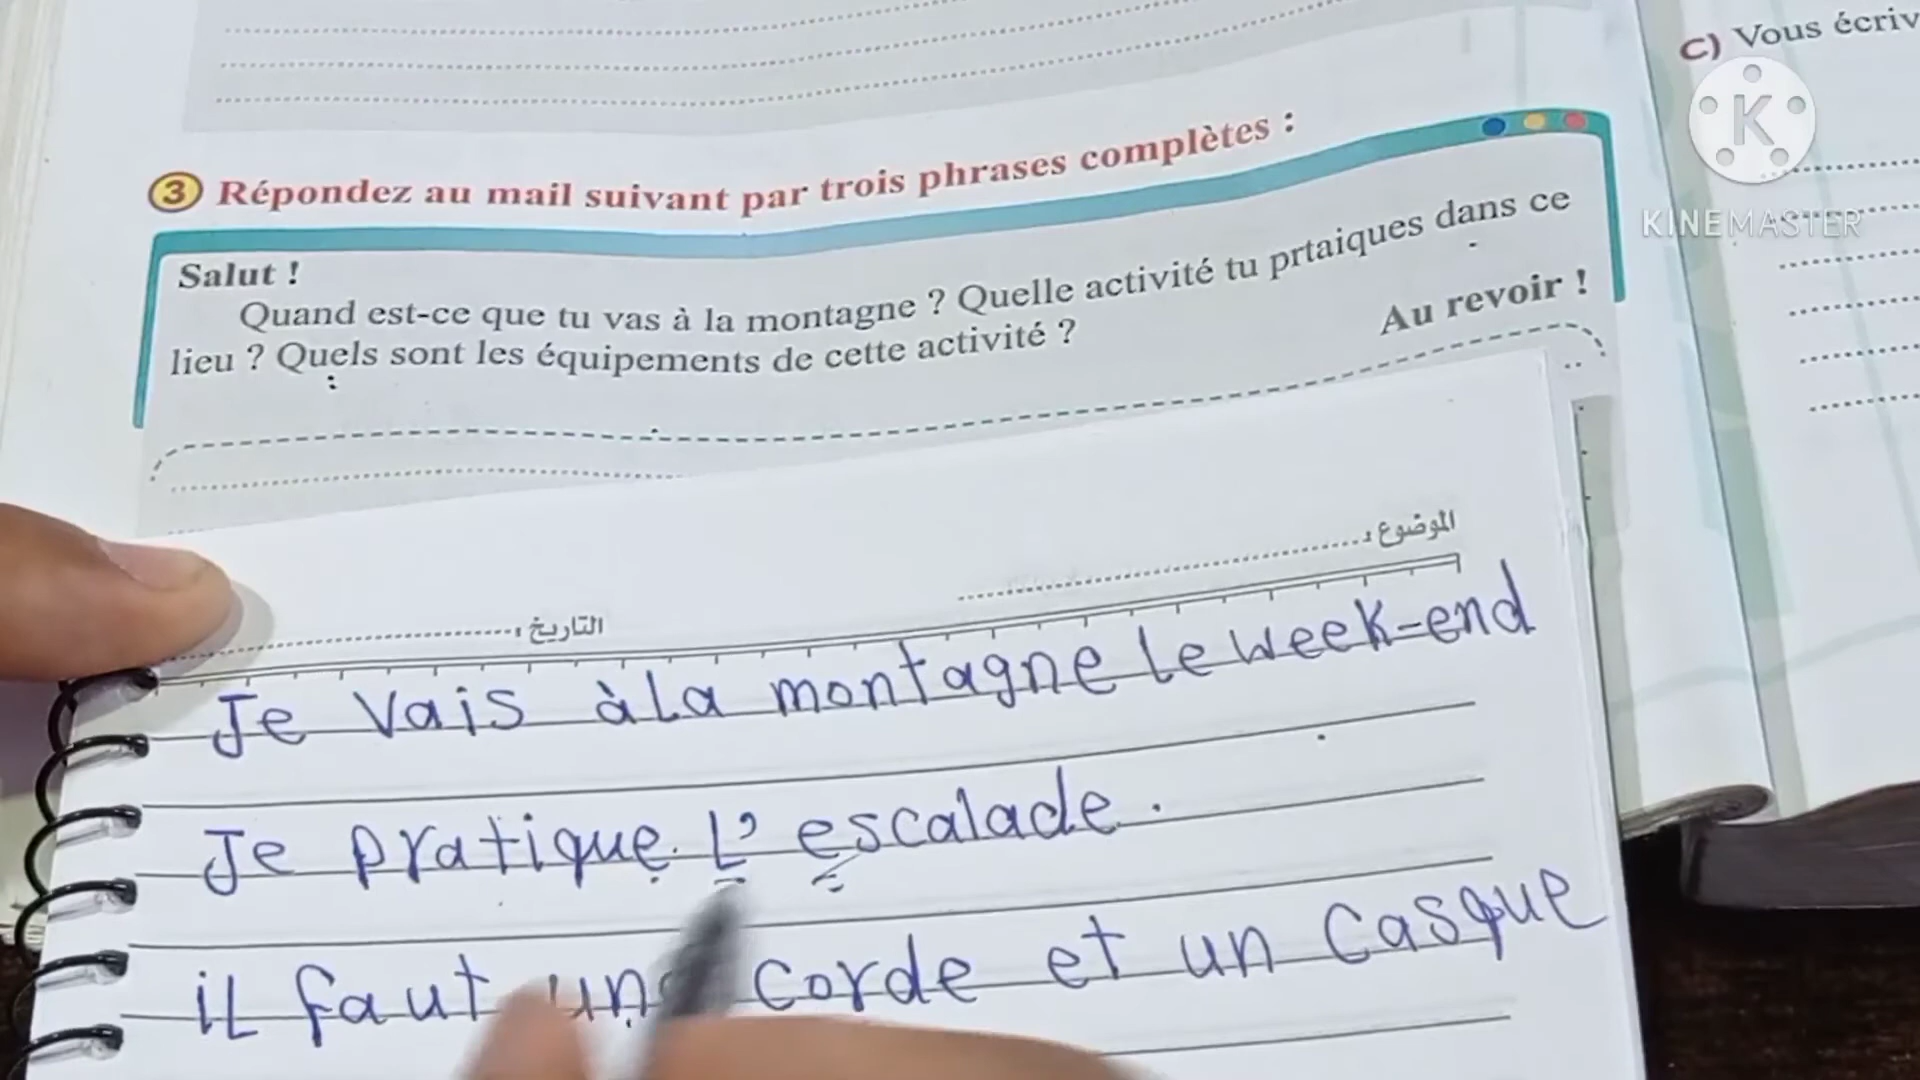 C) Vous écriv
K
KINEMASTER
3 Répondez au mail suivant par trois phrases complètes :
Salut !
Quand est-ce que tu vas à la montagne ? Quelle activité tu prtaiques dans ce
lieu ? Quels sont les équipements de cette activité ?
Au revoir !
الموضوع :
التاريخ :
Je vais à la montagne le week-end
Je pratique L'escalade.
il faut une corde et un casque